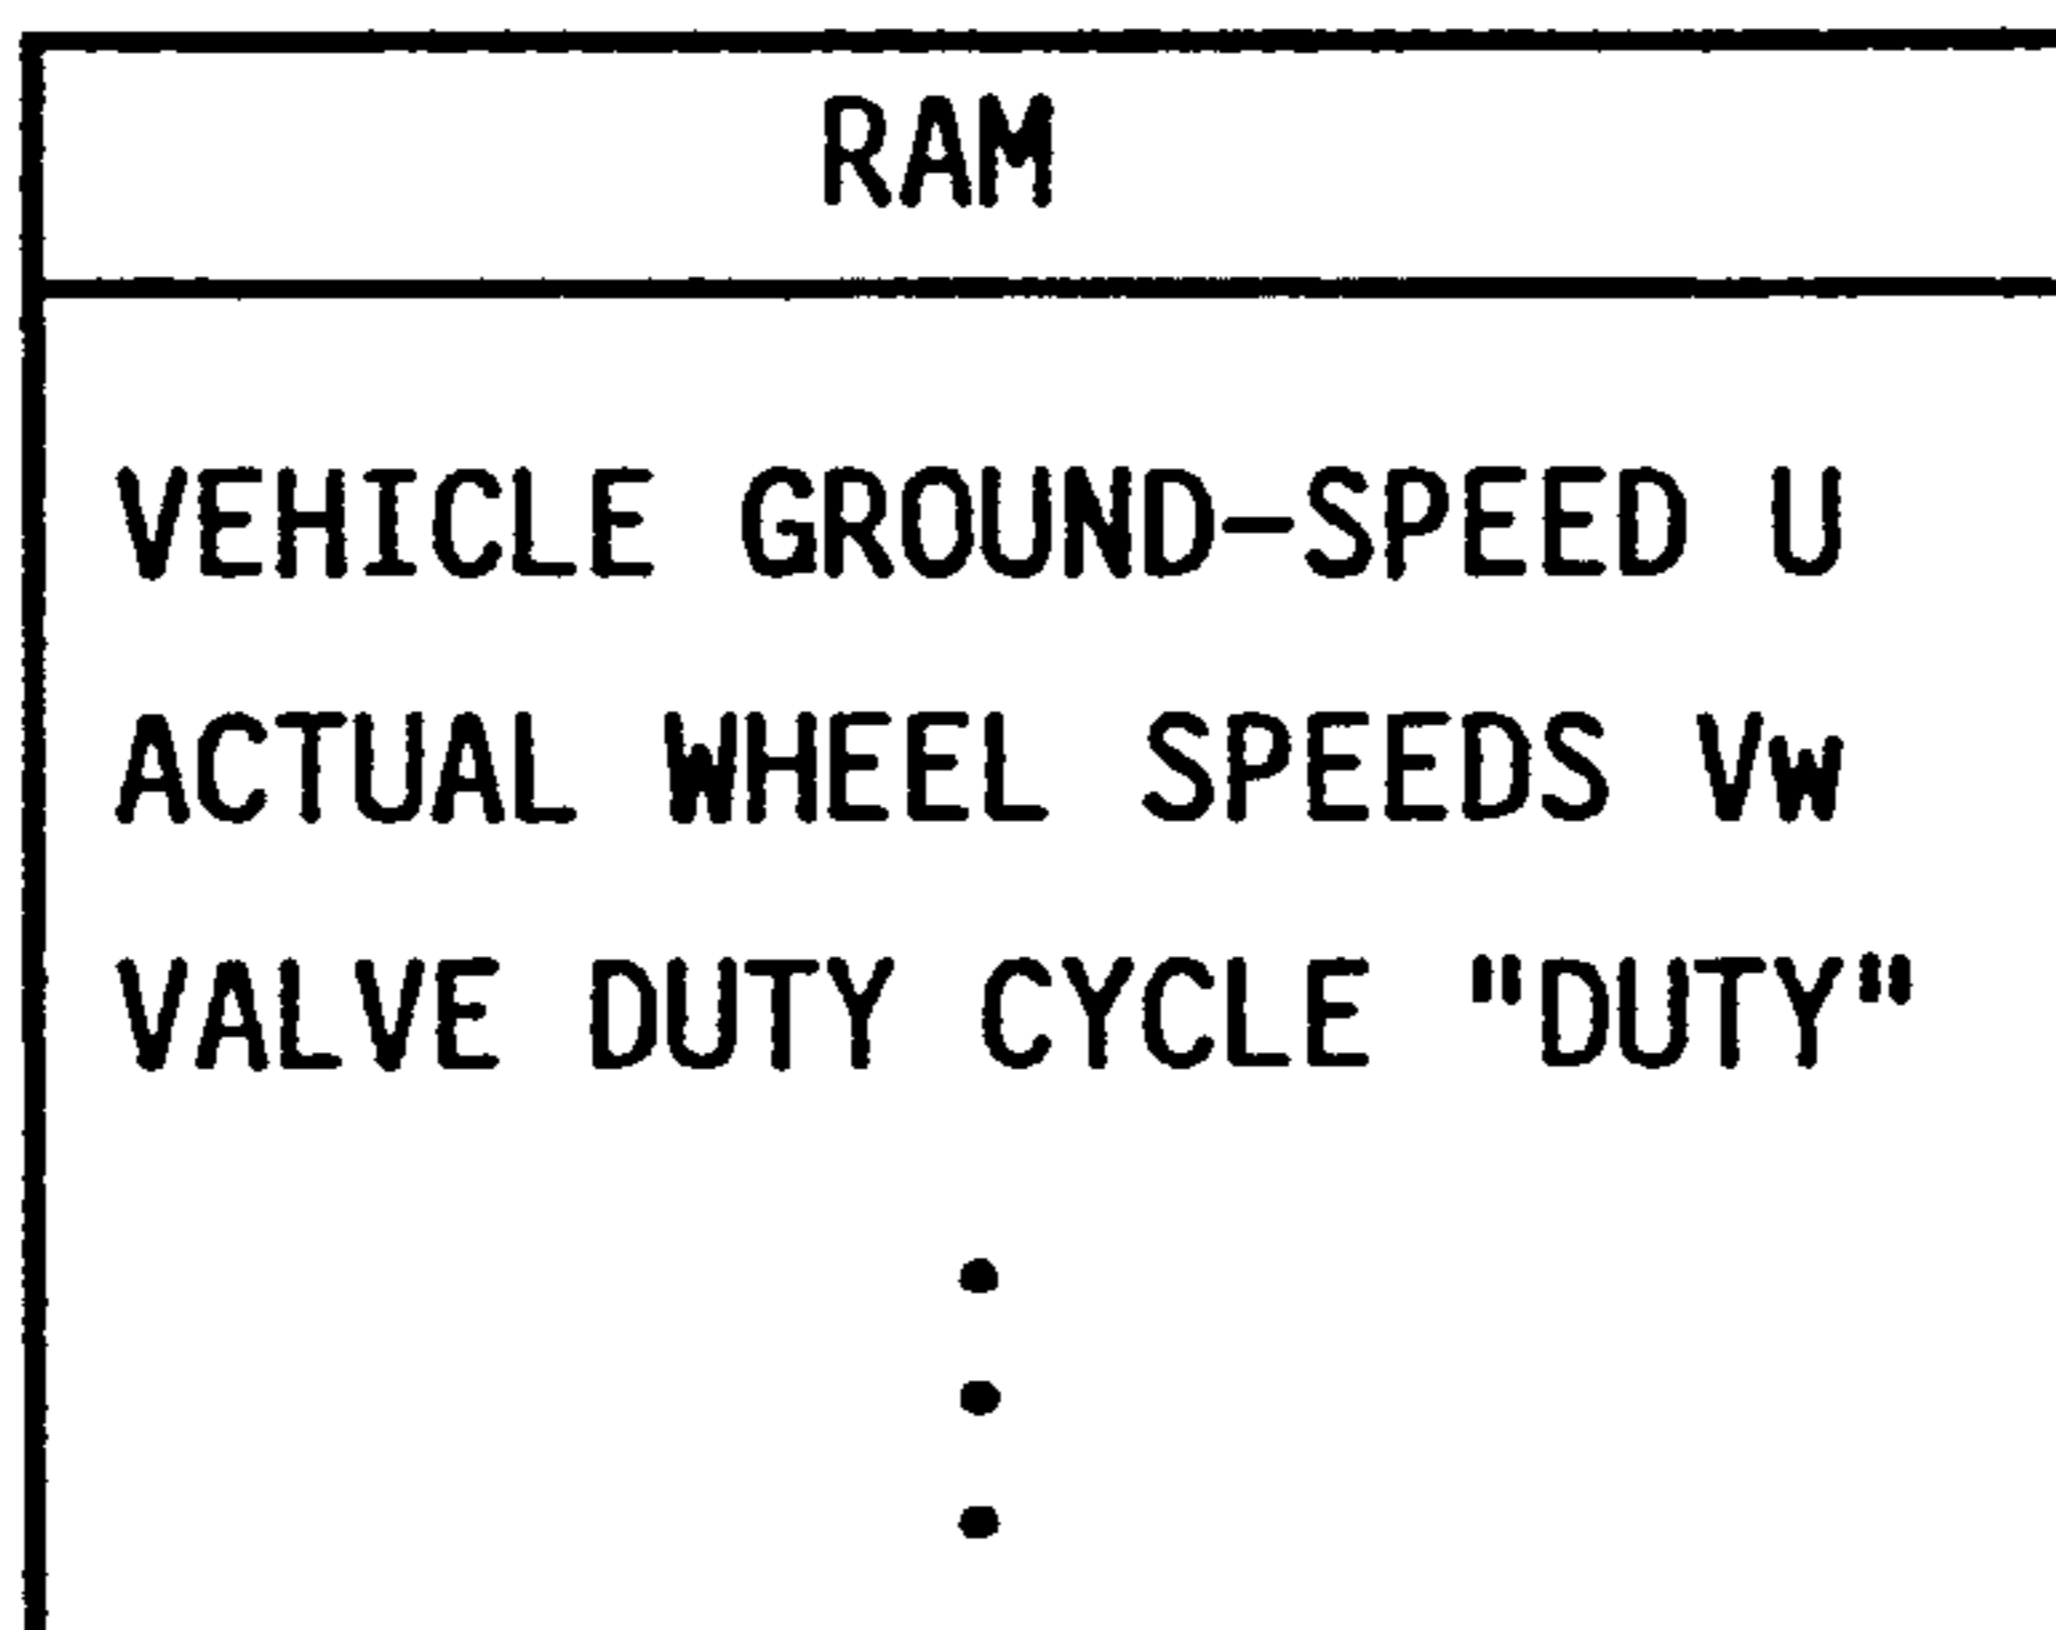 RAM
VEHICLE GROUND-SPEED U
ACTUAL WHEEL SPEEDS Vw
VALVE DUTY CYCLE "DUTY"